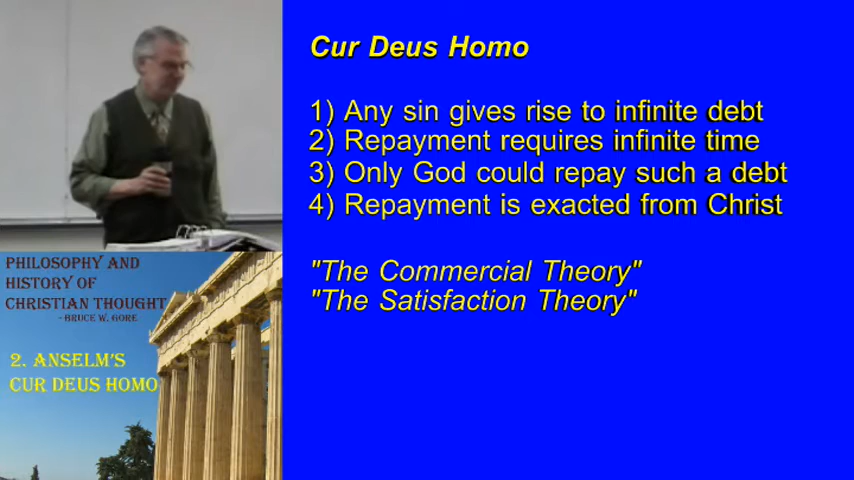 Cur Deus Homo
1) Any sin gives rise to infinite debt
2) Repayment requires infinite time
3) Only God could repay such a debt
4) Repayment is exacted from Christ
"The Commercial Theory"
"The Satisfaction Theory"
PHILOSOPHY AND
HISTORY OF
CHRISTIAN THOUGHT
- BRUCE W. GORE
2. ANSELM'S
CUR DEUS HOMO